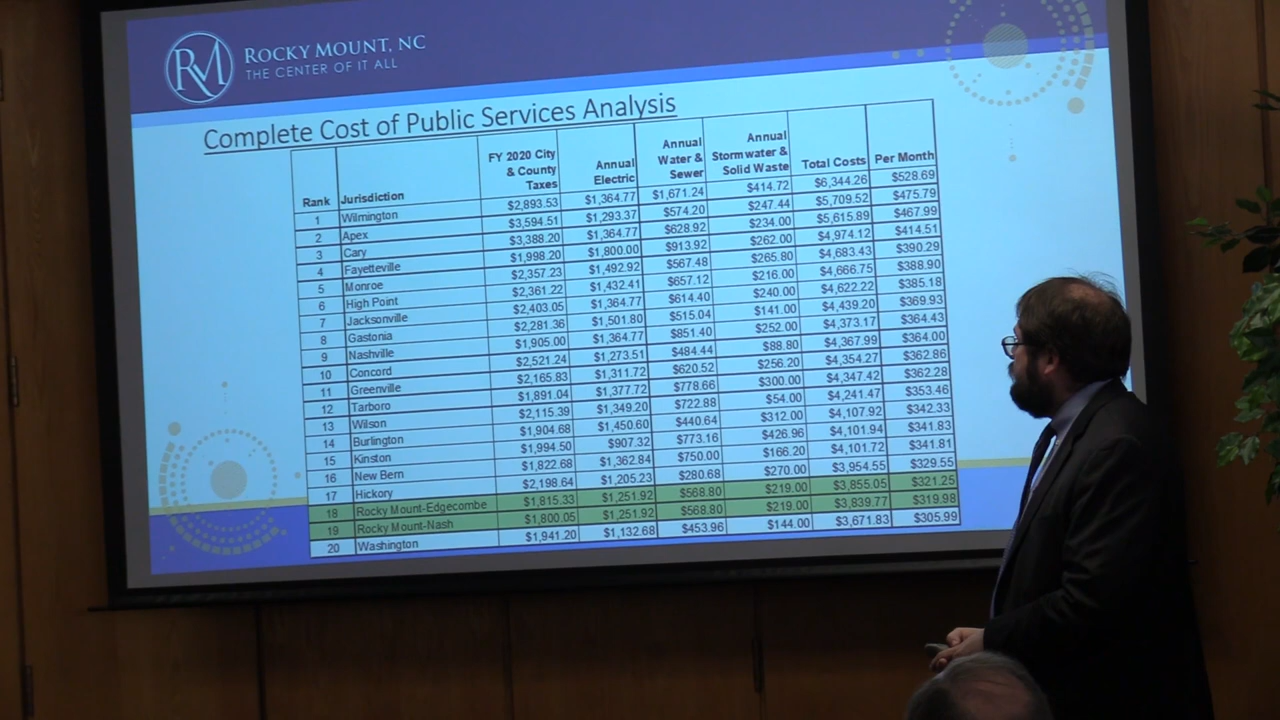 RM ROCKY MOUNT, NC
THE CENTER OF IT ALL
Complete Cost of Public Services Analysis
Rank Jurisdiction FY 2020 City & County Taxes Annual Electric Annual Water & Sewer Annual Stormwater & Solid Waste Total Costs Per Month
1 Wilmington $2,893.53 $1,364.77 $1,671.24 $414.72 $6,344.26 $528.69
2 Apex $3,594.51 $1,293.37 $574.20 $247.44 $5,709.52 $475.79
3 Cary $3,388.20 $1,364.77 $628.92 $234.00 $5,615.89 $467.99
4 Fayetteville $1,998.20 $1,800.00 $913.92 $262.00 $4,974.12 $414.51
5 Monroe $2,357.23 $1,492.92 $567.48 $265.80 $4,683.43 $390.29
6 High Point $2,361.22 $1,432.41 $657.12 $216.00 $4,666.75 $388.90
7 Jacksonville $2,403.05 $1,364.77 $614.40 $240.00 $4,622.22 $385.18
8 Gastonia $2,281.36 $1,501.80 $515.04 $141.00 $4,439.20 $369.93
9 Nashville $1,905.00 $1,364.77 $851.40 $252.00 $4,373.17 $364.43
10 Concord $2,521.24 $1,273.51 $484.44 $88.80 $4,367.99 $364.00
11 Greenville $2,165.83 $1,311.72 $620.52 $256.20 $4,354.27 $362.86
12 Tarboro $1,891.04 $1,377.72 $778.66 $300.00 $4,347.42 $362.28
13 Wilson $2,115.39 $1,349.20 $722.88 $54.00 $4,241.47 $353.46
14 Burlington $1,904.68 $1,450.60 $440.64 $312.00 $4,107.92 $342.33
15 Kinston $1,994.50 $907.32 $773.16 $426.96 $4,101.94 $341.83
16 New Bern $1,822.68 $1,362.84 $750.00 $166.20 $4,101.72 $341.81
17 Hickory $2,198.64 $1,205.23 $280.68 $270.00 $3,954.55 $329.55
18 Rocky Mount-Edgecombe $1,815.33 $1,251.92 $568.80 $219.00 $3,855.05 $321.25
19 Rocky Mount-Nash $1,800.05 $1,251.92 $568.80 $219.00 $3,839.77 $319.98
20 Washington $1,941.20 $1,132.68 $453.96 $144.00 $3,671.83 $305.99